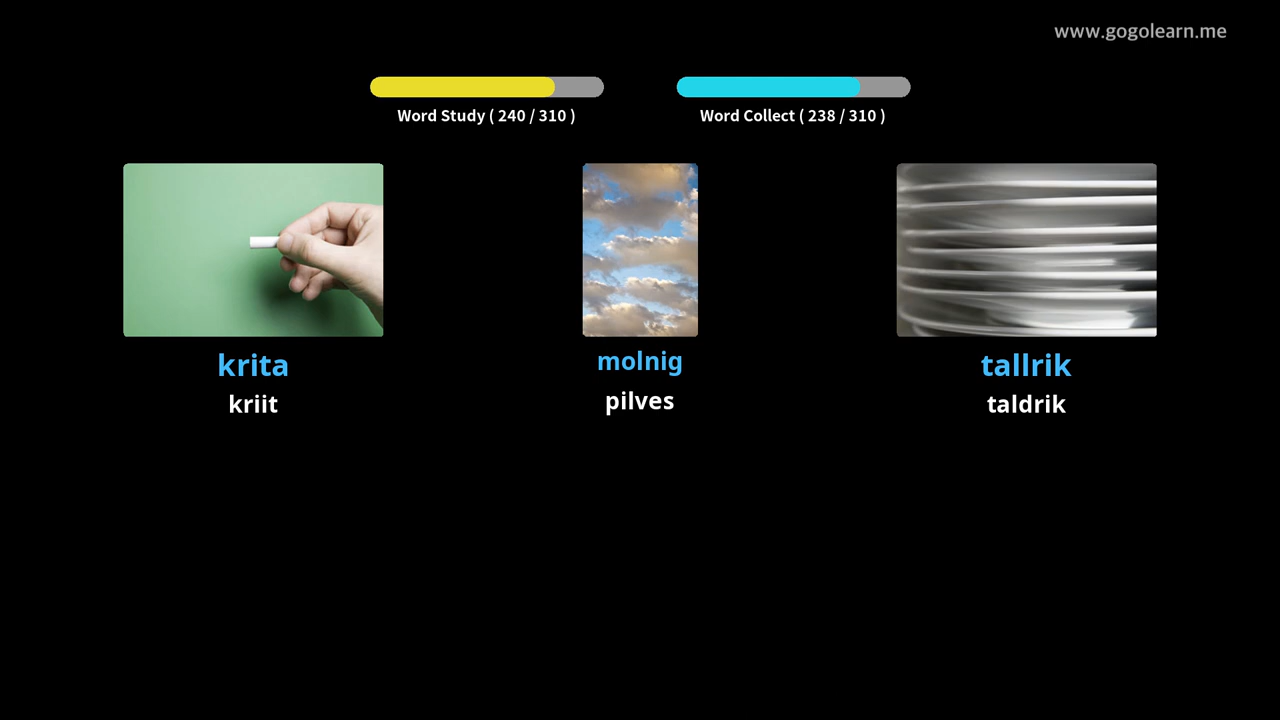 www.gogolearn.me
Word Study ( 240 / 310 )
Word Collect ( 238 / 310 )
krita
kriit
molnig
pilves
tallrik
taldrik